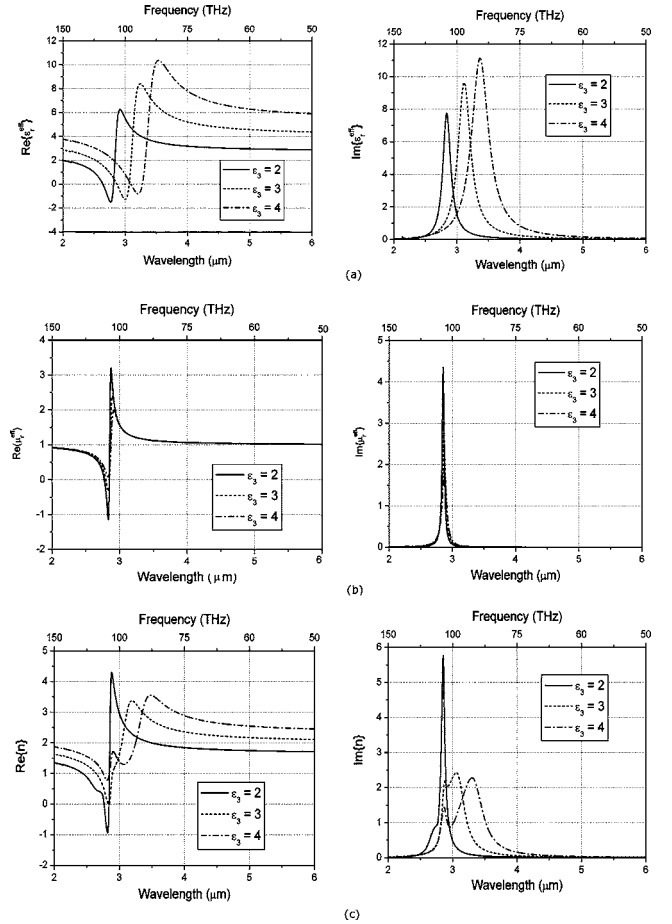 Frequency (THz)
150 100 75 60 50
Re{ε_r^eff}
12
10
8
6
4
2
0
-2
-4
ε₃ = 2
ε₃ = 3
ε₃ = 4
2 3 4 5 6
Wavelength (μm)
Frequency (THz)
150 100 75 60 50
Im{ε_r^eff}
12
10
8
6
4
2
0
ε₃ = 2
ε₃ = 3
ε₃ = 4
2 3 4 5 6
Wavelength (μm)
(a)
Frequency (THz)
150 100 75 60 50
Re(μ_r^eff)
4
3
2
1
0
-1
-2
ε₃ = 2
ε₃ = 3
ε₃ = 4
2 3 4 5 6
Wavelength (μm)
Frequency (THz)
150 100 75 60 50
Im{μ_r^eff}
5
4
3
2
1
0
ε₃ = 2
ε₃ = 3
ε₃ = 4
2 3 4 5 6
Wavelength (μm)
(b)
Frequency (THz)
150 100 75 60 50
Re{n}
5
4
3
2
1
0
-1
-2
ε₃ = 2
ε₃ = 3
ε₃ = 4
2 3 4 5 6
Wavelength (μm)
Frequency (THz)
150 100 75 60 50
Im{n}
6
5
4
3
2
1
0
ε₃ = 2
ε₃ = 3
ε₃ = 4
2 3 4 5 6
Wavelength (μm)
(c)